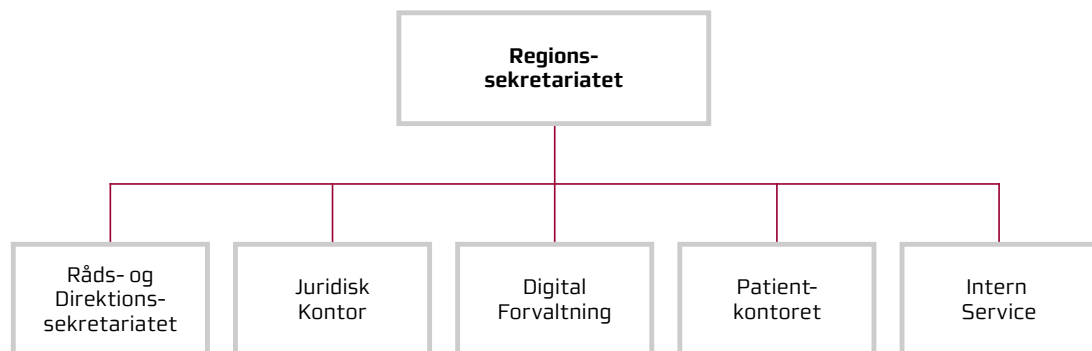 Regions-
sekretariatet
Råds- og
Direktions-
sekretariatet
Juridisk
Kontor
Digital
Forvaltning
Patient-
kontoret
Intern
Service